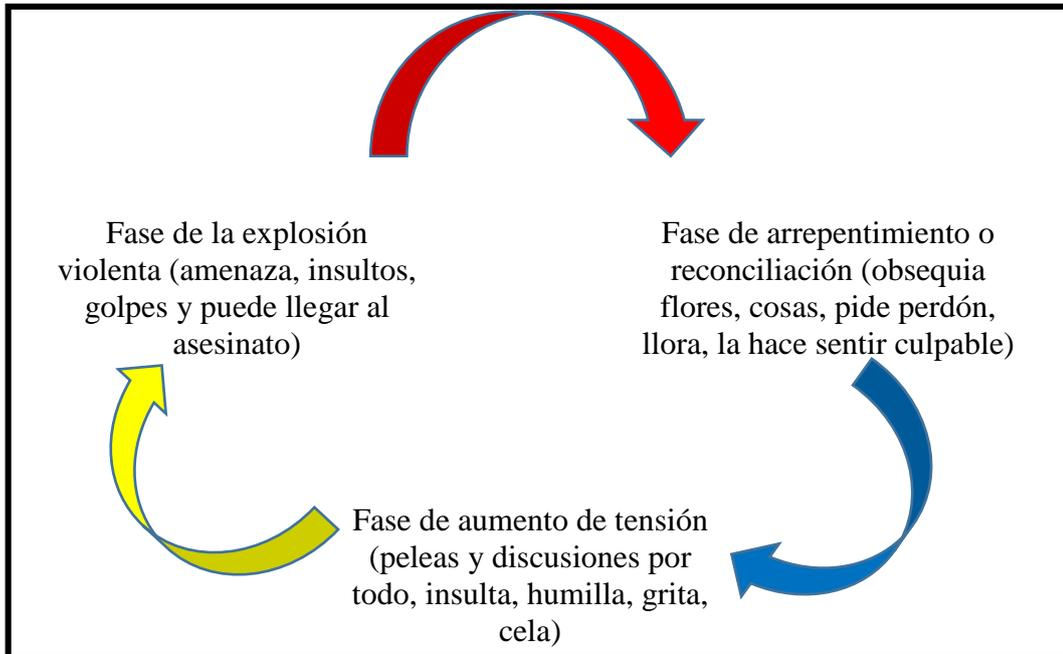 Fase de la explosión
violenta (amenaza, insultos,
golpes y puede llegar al
asesinato)
Fase de arrepentimiento o
reconciliación (obsequia
flores, cosas, pide perdón,
llora, la hace sentir culpable)
Fase de aumento de tensión
(peleas y discusiones por
todo, insulta, humilla, grita,
cela)